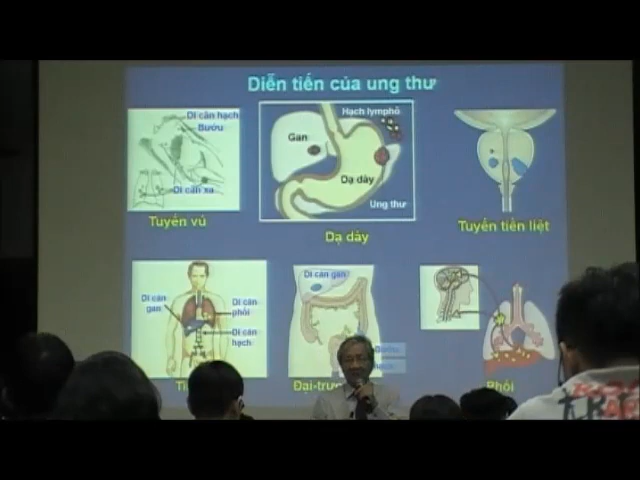 Diễn tiến của ung thư
Di căn hạch
Bướu
Di căn xa
Tuyến vú
Hạch lymphô
Gan
Dạ dày
Ung thư
Dạ dày
Tuyến tiền liệt
Di căn
gan
Di căn
phổi
Di căn
hạch
Di căn gan
Bướu
Đại-trự
Phổi